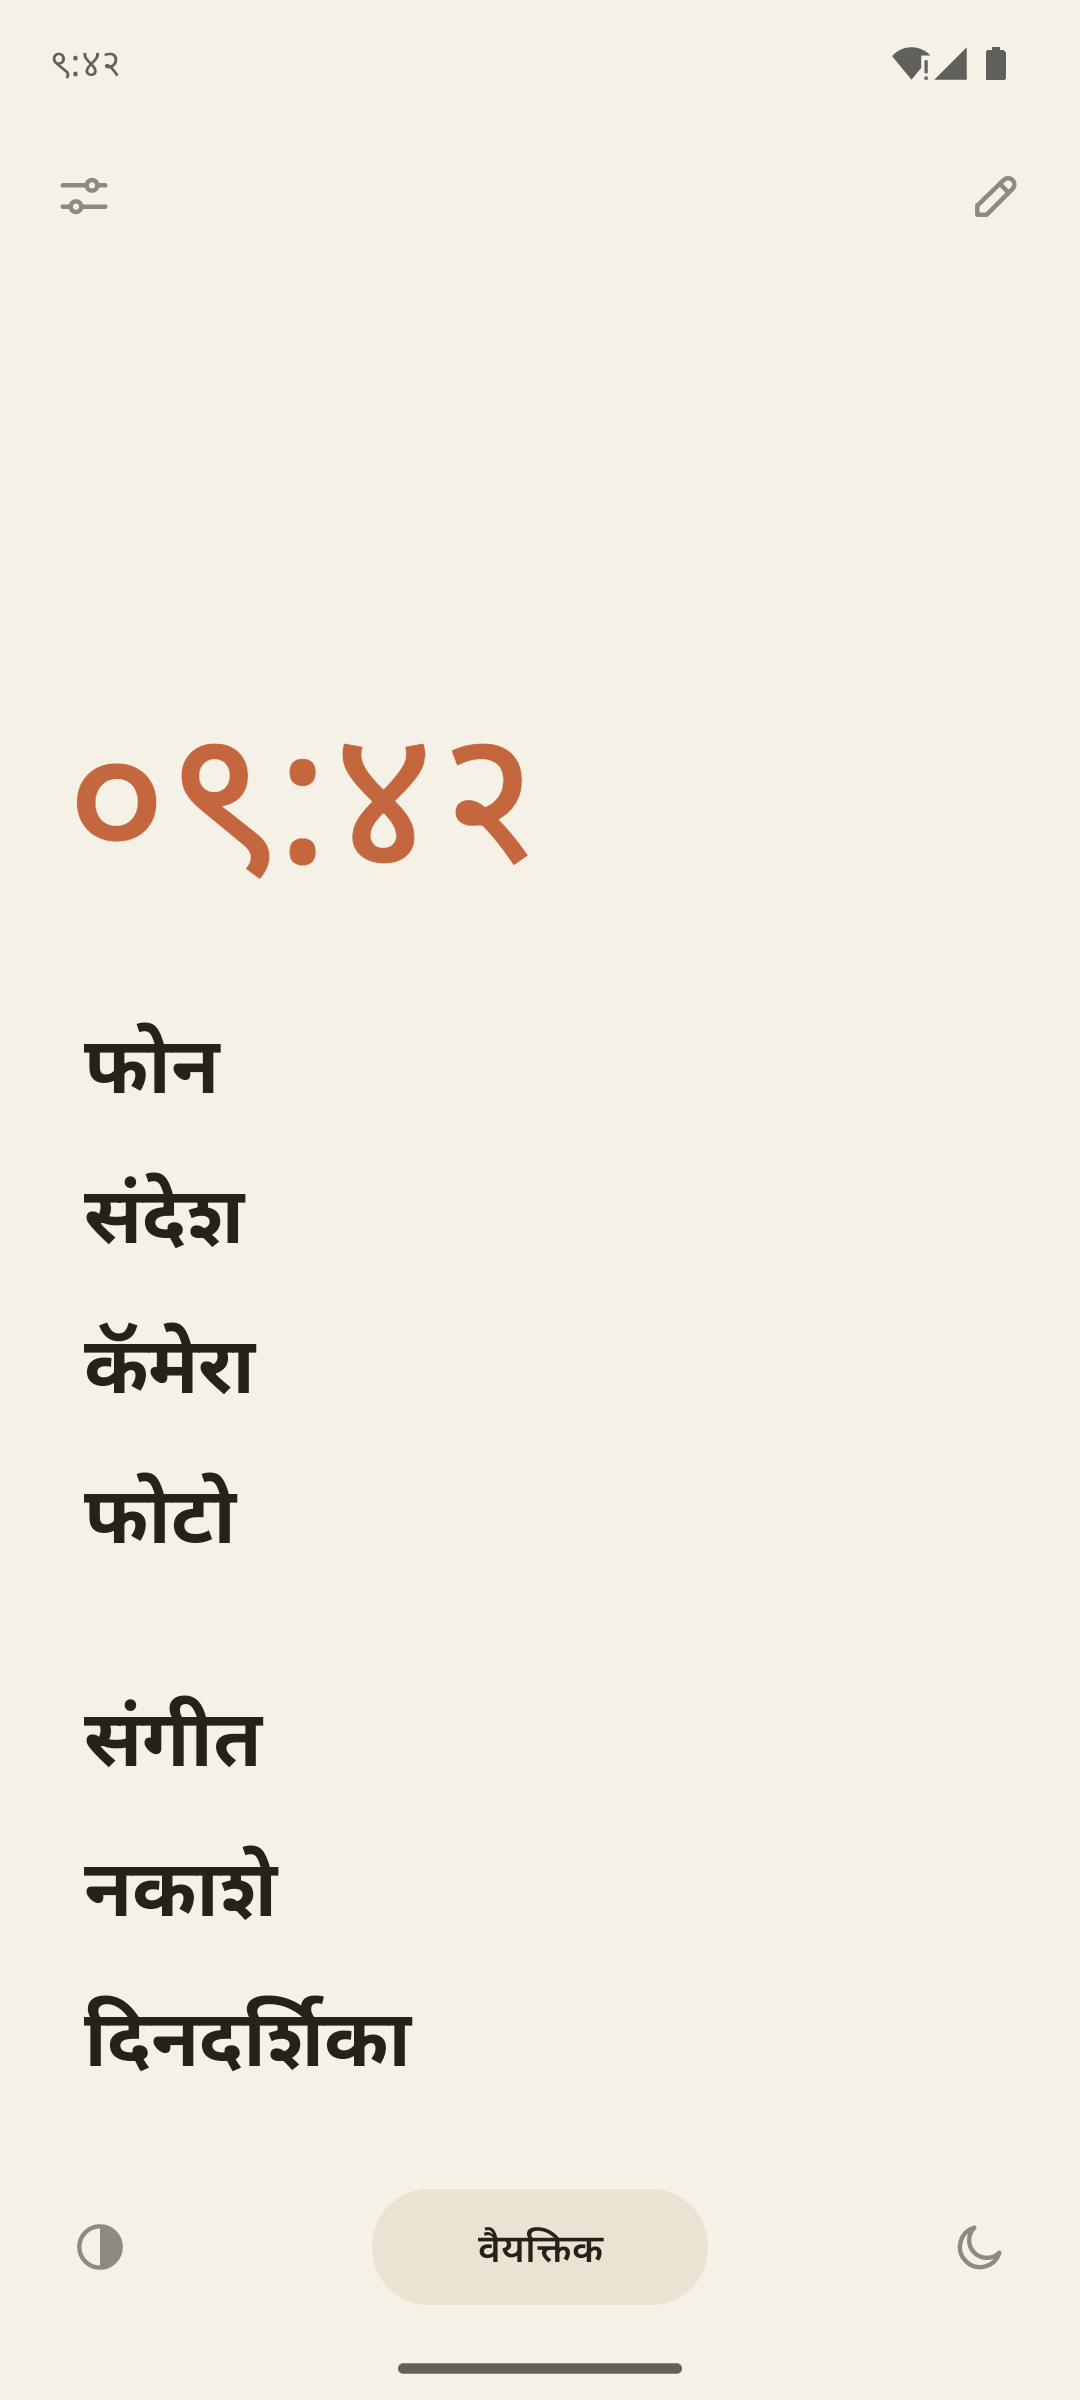 ९:४२
०९:४२
फोन
संदेश
कॅमेरा
फोटो
संगीत
नकाशे
दिनदर्शिका
वैयक्तिक